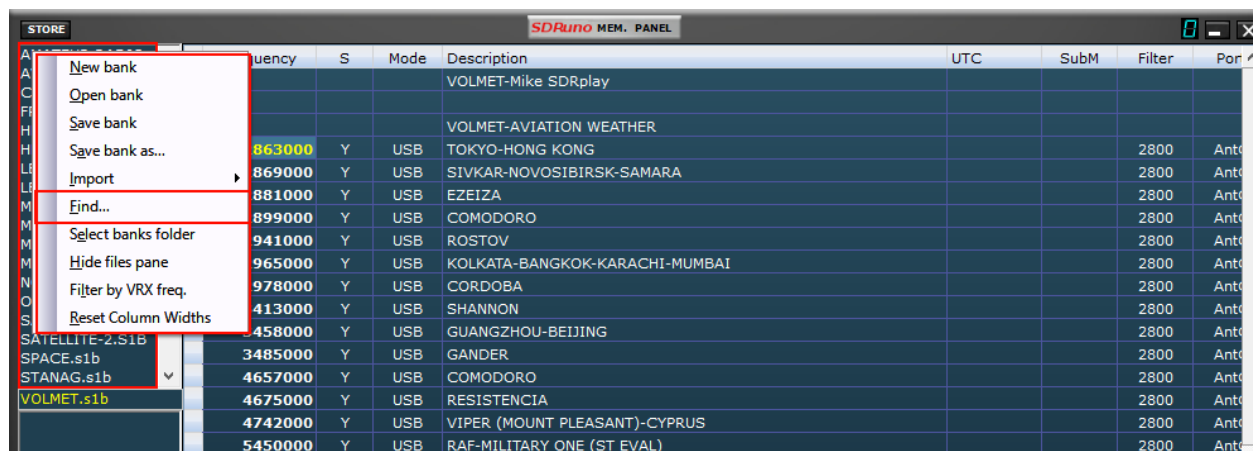 STORE SDRuno MEM. PANEL 0
S Mode Description UTC SubM Filter
New bank
Open bank
Save bank
Save bank as...
Import
Find...
Select banks folder
Hide files pane
Filter by VRX freq.
Reset Column Widths
SATELLITE-2.S1B
SPACE.s1b
STANAG.s1b
VOLMET.s1b
VOLMET-Mike SDRplay
VOLMET-AVIATION WEATHER
863000 Y USB TOKYO-HONG KONG 2800
869000 Y USB SIVKAR-NOVOSIBIRSK-SAMARA 2800
881000 Y USB EZEIZA 2800
899000 Y USB COMODORO 2800
941000 Y USB ROSTOV 2800
965000 Y USB KOLKATA-BANGKOK-KARACHI-MUMBAI 2800
978000 Y USB CORDOBA 2800
413000 Y USB SHANNON 2800
458000 Y USB GUANGZHOU-BEIJING 2800
3485000 Y USB GANDER 2800
4657000 Y USB COMODORO 2800
4675000 Y USB RESISTENCIA 2800
4742000 Y USB VIPER (MOUNT PLEASANT)-CYPRUS 2800
5450000 Y USB RAF-MILITARY ONE (ST EVAL) 2800